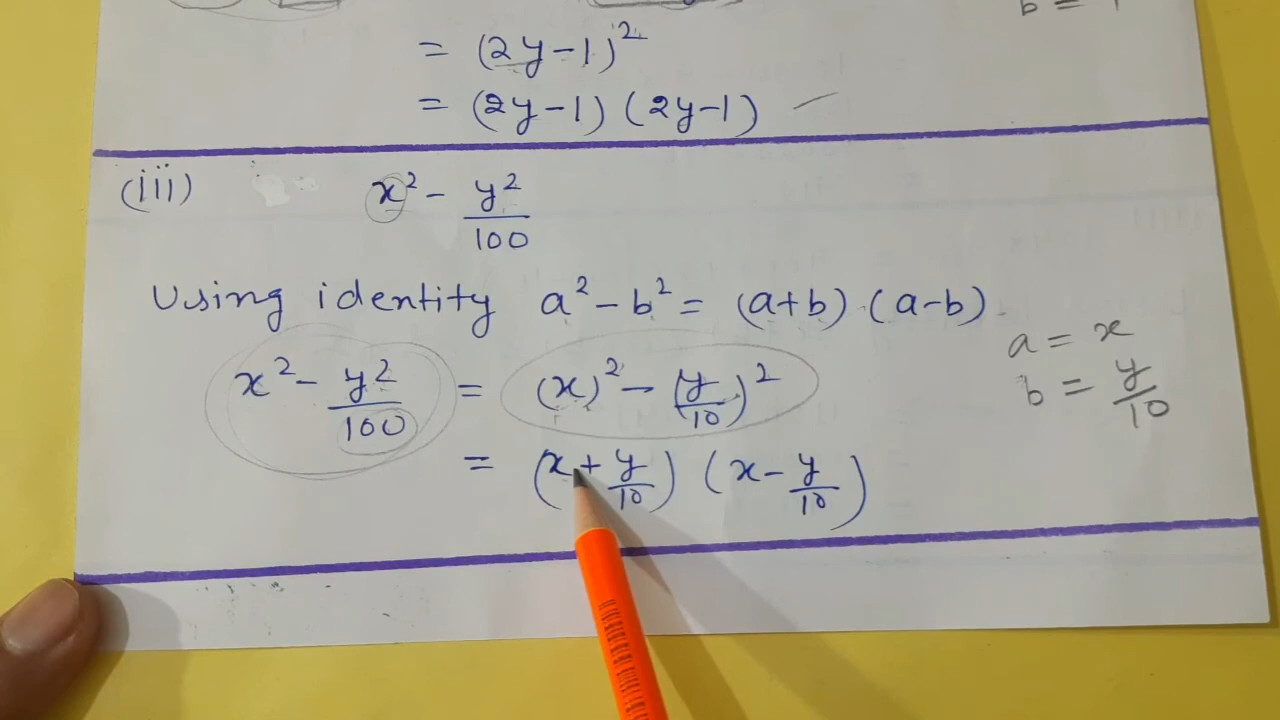 = (2y-1)²
= (2y-1) (2y-1)
(iii) x² - y²/100
Using identity a² - b² = (a+b) (a-b)
a = x
b = y/10
x² - y²/100 = (x)² - (y/10)²
= (x + y/10) (x - y/10)